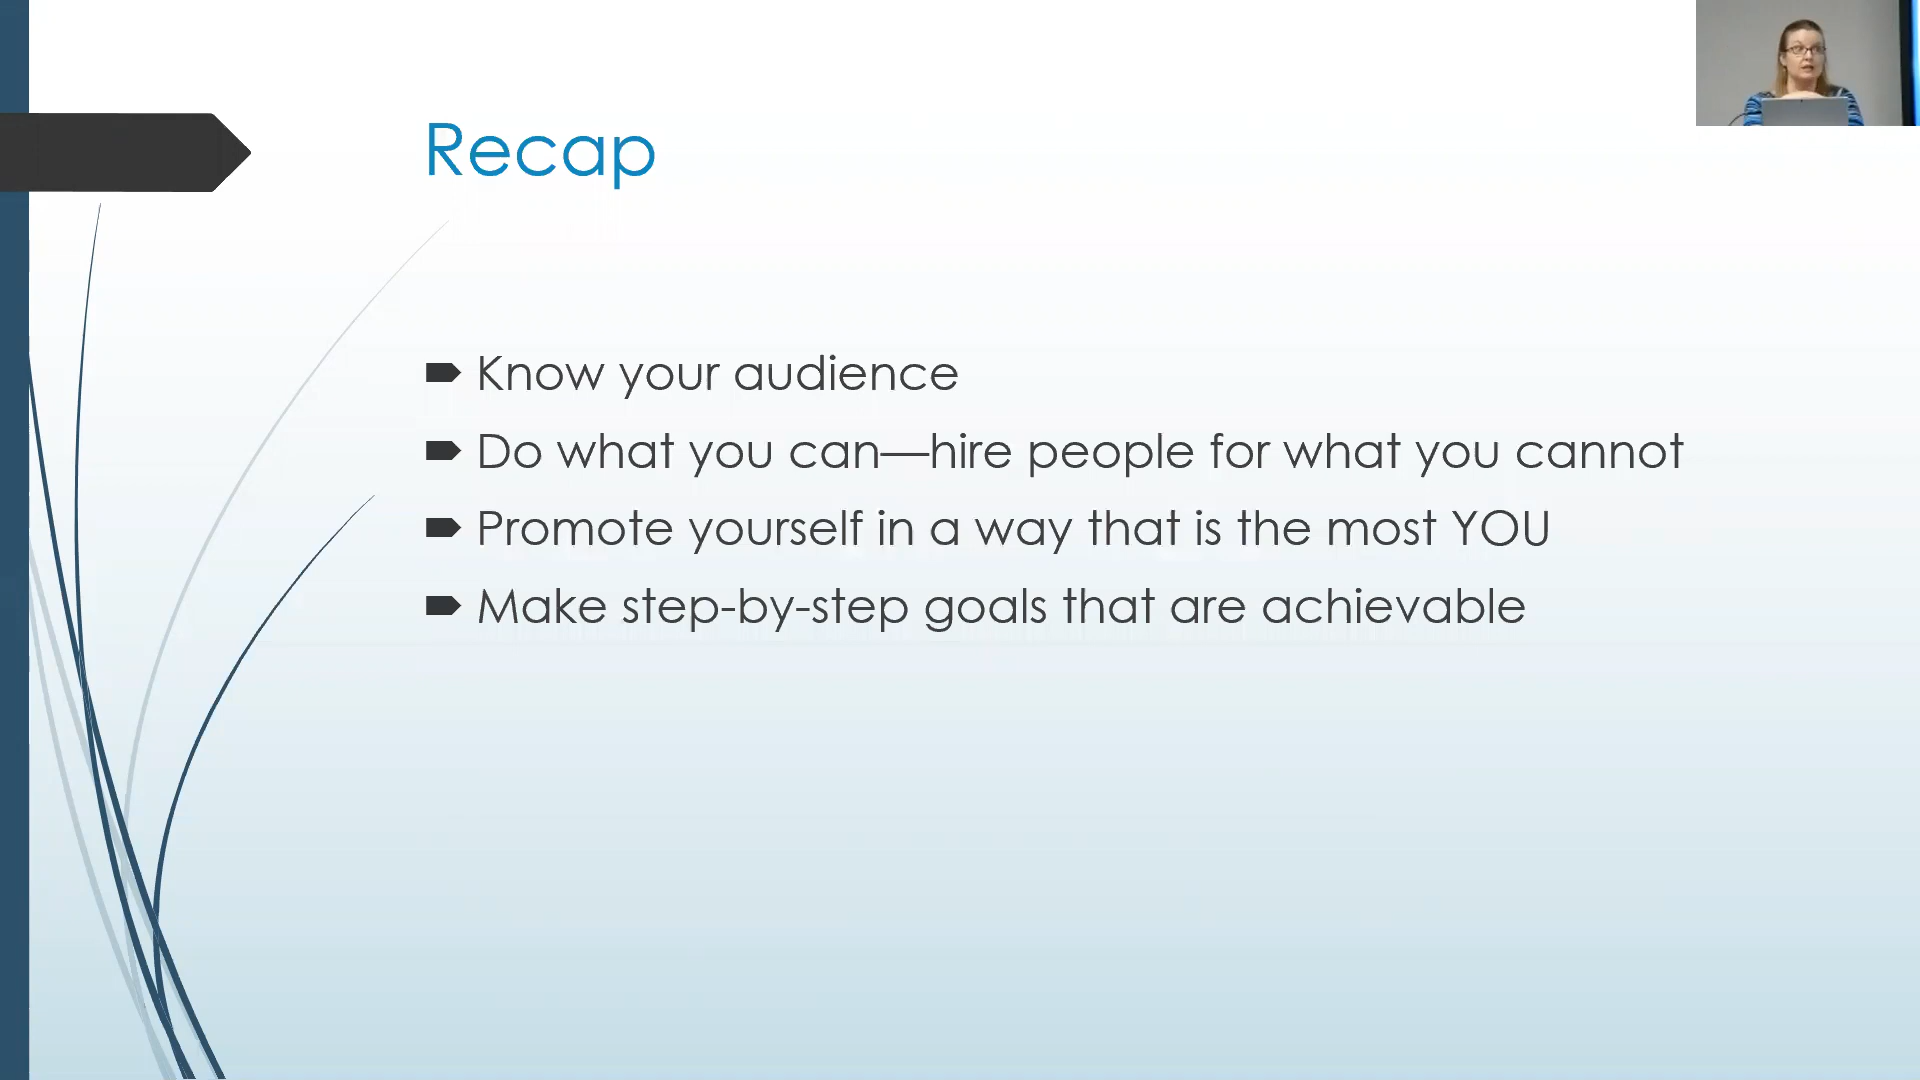 Recap
Know your audience
Do what you can—hire people for what you cannot
Promote yourself in a way that is the most YOU
Make step-by-step goals that are achievable